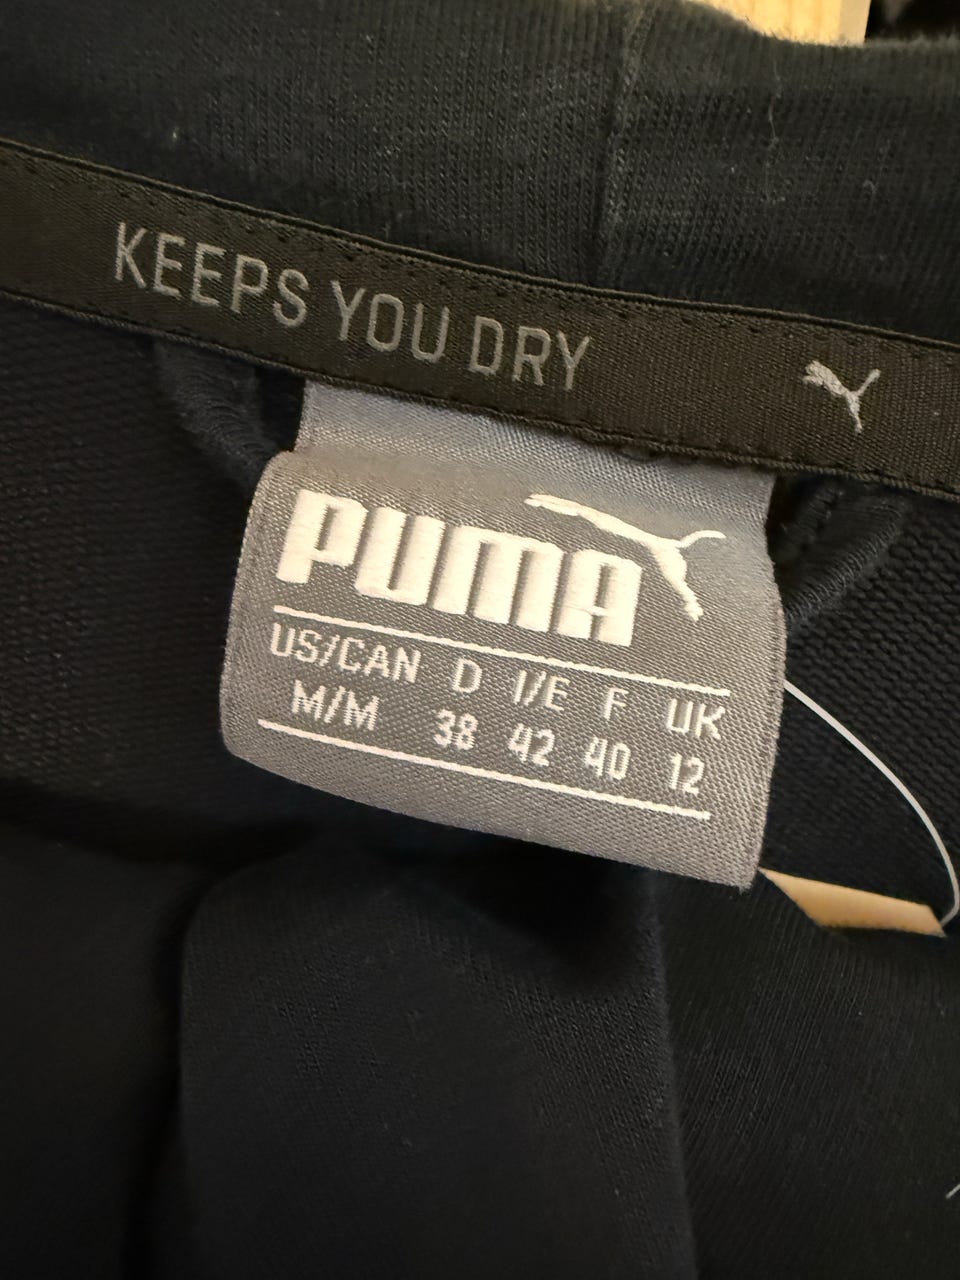 KEEPS YOU DRY
PUMA
US/CAN D I/E F UK
M/M 38 42 40 12